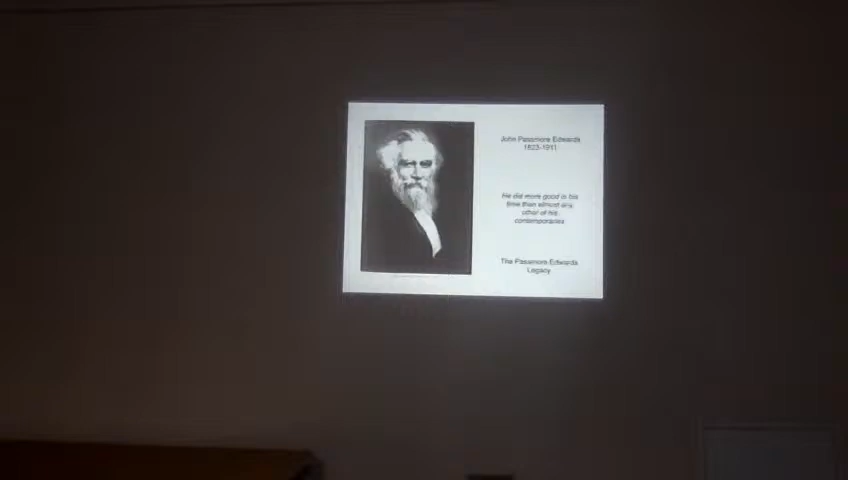 John Passmore Edwards
1823-1911
He did more good in his
time than almost any
other of his
contemporaries
The Passmore Edwards
Legacy